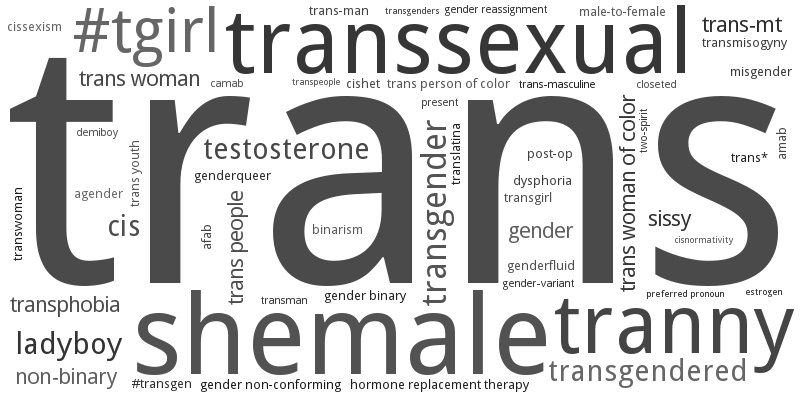 cissexism
#tgirl
transsexual
trans-man
transgenders
gender reassignment
male-to-female
trans-mt
transmisogyny
trans woman
camab
transpeople
cishet
trans person of color
trans-masculine
closeted
misgender
trans
present
demiboy
trans youth
testosterone
genderqueer
agender
transwoman
cis
afab
trans people
binarism
transgender
translatina
post-op
dysphoria
transgirl
gender
genderfluid
gender-variant
trans woman of color
two-spirit
trans*
amab
sissy
cisnormativity
transphobia
transman
gender binary
preferred pronoun
estrogen
ladyboy
shemale
tranny
non-binary
#transgen
gender non-conforming
hormone replacement therapy
transgendered